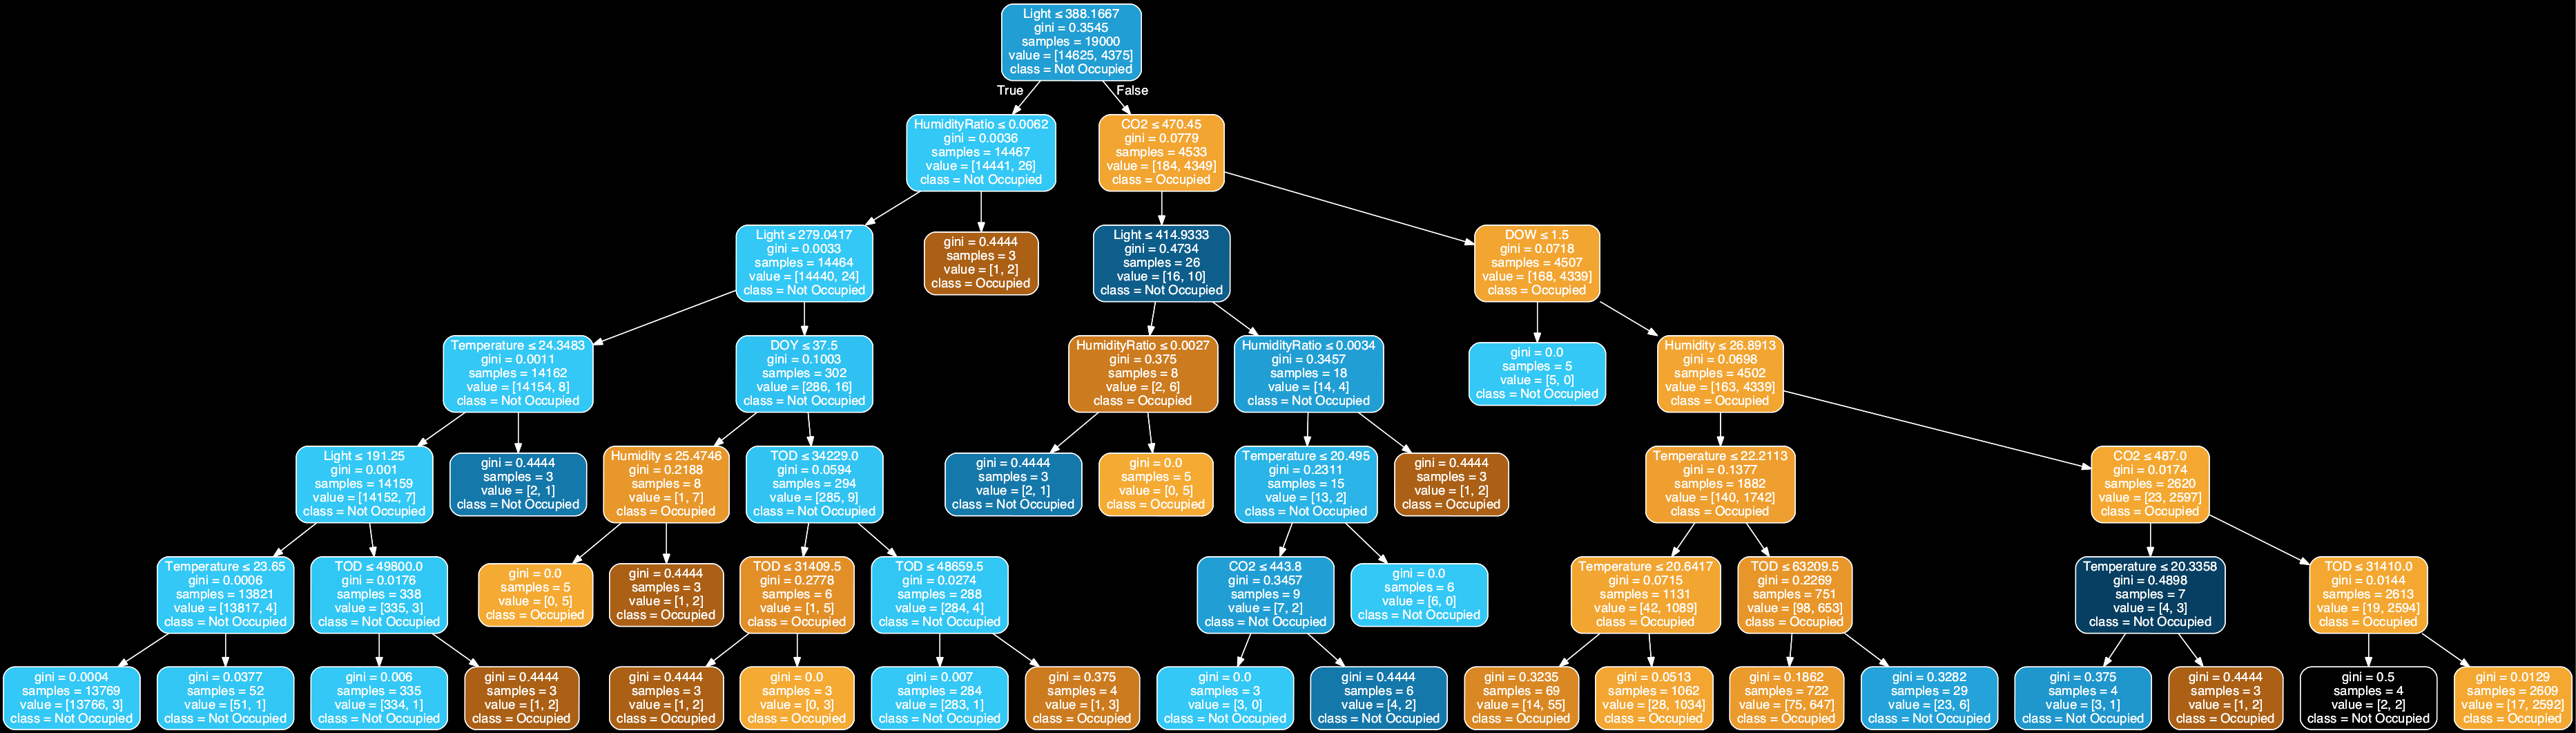 Light ≤ 388.1667
gini = 0.3545
samples = 19000
value = [14625, 4375]
class = Not Occupied
True
False
HumidityRatio ≤ 0.0062
gini = 0.0036
samples = 14467
value = [14441, 26]
class = Not Occupied
CO2 ≤ 470.45
gini = 0.0779
samples = 4533
value = [184, 4349]
class = Occupied
Light ≤ 279.0417
gini = 0.0033
samples = 14464
value = [14440, 24]
class = Not Occupied
gini = 0.4444
samples = 3
value = [1, 2]
class = Occupied
Light ≤ 414.9333
gini = 0.4734
samples = 26
value = [16, 10]
class = Not Occupied
DOW ≤ 1.5
gini = 0.0718
samples = 4507
value = [168, 4339]
class = Occupied
Temperature ≤ 24.3483
gini = 0.0011
samples = 14162
value = [14154, 8]
class = Not Occupied
DOY ≤ 37.5
gini = 0.1003
samples = 302
value = [286, 16]
class = Not Occupied
HumidityRatio ≤ 0.0027
gini = 0.375
samples = 8
value = [2, 6]
class = Occupied
HumidityRatio ≤ 0.0034
gini = 0.3457
samples = 18
value = [14, 4]
class = Not Occupied
gini = 0.0
samples = 5
value = [5, 0]
class = Not Occupied
Humidity ≤ 26.8913
gini = 0.0698
samples = 4502
value = [163, 4339]
class = Occupied
Light ≤ 191.25
gini = 0.001
samples = 14159
value = [14152, 7]
class = Not Occupied
gini = 0.4444
samples = 3
value = [2, 1]
class = Not Occupied
Humidity ≤ 25.4746
gini = 0.2188
samples = 8
value = [1, 7]
class = Occupied
TOD ≤ 34229.0
gini = 0.0594
samples = 294
value = [285, 9]
class = Not Occupied
gini = 0.4444
samples = 3
value = [2, 1]
class = Not Occupied
gini = 0.0
samples = 5
value = [0, 5]
class = Occupied
Temperature ≤ 20.495
gini = 0.2311
samples = 15
value = [13, 2]
class = Not Occupied
gini = 0.4444
samples = 3
value = [1, 2]
class = Occupied
Temperature ≤ 22.2113
gini = 0.1377
samples = 1882
value = [140, 1742]
class = Occupied
CO2 ≤ 487.0
gini = 0.0174
samples = 2620
value = [23, 2597]
class = Occupied
Temperature ≤ 23.65
gini = 0.0006
samples = 13821
value = [13817, 4]
class = Not Occupied
TOD ≤ 49800.0
gini = 0.0176
samples = 338
value = [335, 3]
class = Not Occupied
gini = 0.0
samples = 5
value = [0, 5]
class = Occupied
gini = 0.4444
samples = 3
value = [1, 2]
class = Occupied
TOD ≤ 31409.5
gini = 0.2778
samples = 6
value = [1, 5]
class = Occupied
TOD ≤ 48659.5
gini = 0.0274
samples = 288
value = [284, 4]
class = Not Occupied
CO2 ≤ 443.8
gini = 0.3457
samples = 9
value = [7, 2]
class = Not Occupied
gini = 0.0
samples = 6
value = [6, 0]
class = Not Occupied
Temperature ≤ 20.6417
gini = 0.0715
samples = 1131
value = [42, 1089]
class = Occupied
TOD ≤ 63209.5
gini = 0.2269
samples = 751
value = [98, 653]
class = Occupied
Temperature ≤ 20.3358
gini = 0.4898
samples = 7
value = [4, 3]
class = Not Occupied
TOD ≤ 31410.0
gini = 0.0144
samples = 2613
value = [19, 2594]
class = Occupied
gini = 0.0004
samples = 13769
value = [13766, 3]
class = Not Occupied
gini = 0.0377
samples = 52
value = [51, 1]
class = Not Occupied
gini = 0.006
samples = 335
value = [334, 1]
class = Not Occupied
gini = 0.4444
samples = 3
value = [1, 2]
class = Occupied
gini = 0.4444
samples = 3
value = [1, 2]
class = Occupied
gini = 0.0
samples = 3
value = [0, 3]
class = Occupied
gini = 0.007
samples = 284
value = [283, 1]
class = Not Occupied
gini = 0.375
samples = 4
value = [1, 3]
class = Occupied
gini = 0.0
samples = 3
value = [3, 0]
class = Not Occupied
gini = 0.4444
samples = 6
value = [4, 2]
class = Not Occupied
gini = 0.3235
samples = 69
value = [14, 55]
class = Occupied
gini = 0.0513
samples = 1062
value = [28, 1034]
class = Occupied
gini = 0.1862
samples = 722
value = [75, 647]
class = Occupied
gini = 0.3282
samples = 29
value = [23, 6]
class = Not Occupied
gini = 0.375
samples = 4
value = [3, 1]
class = Not Occupied
gini = 0.4444
samples = 3
value = [1, 2]
class = Occupied
gini = 0.5
samples = 4
value = [2, 2]
class = Not Occupied
gini = 0.0129
samples = 2609
value = [17, 2592]
class = Occupied